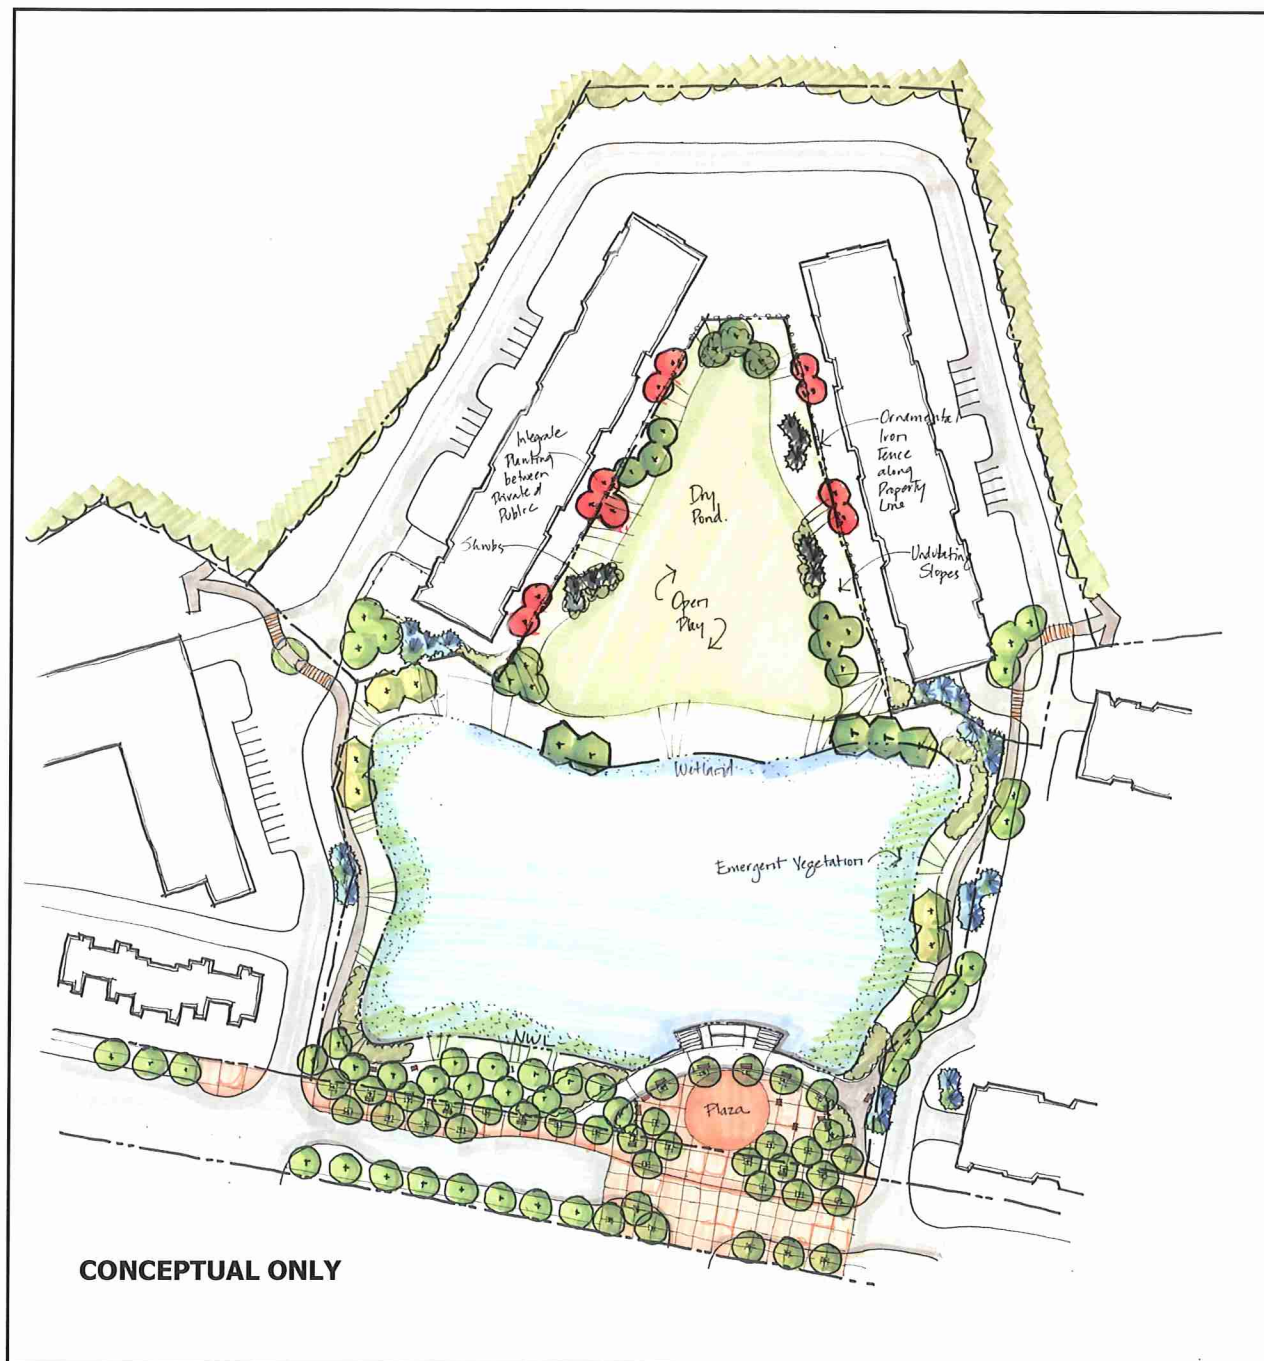 Integrate
Planting
between
Private &
Public
Shrubs
Dry
Pond.
Open
Play
Ornamental
Iron
Fence
along
Property
Line
Undulating
Slopes
Wetland
Emergent Vegetation
NWL
Plaza
CONCEPTUAL ONLY